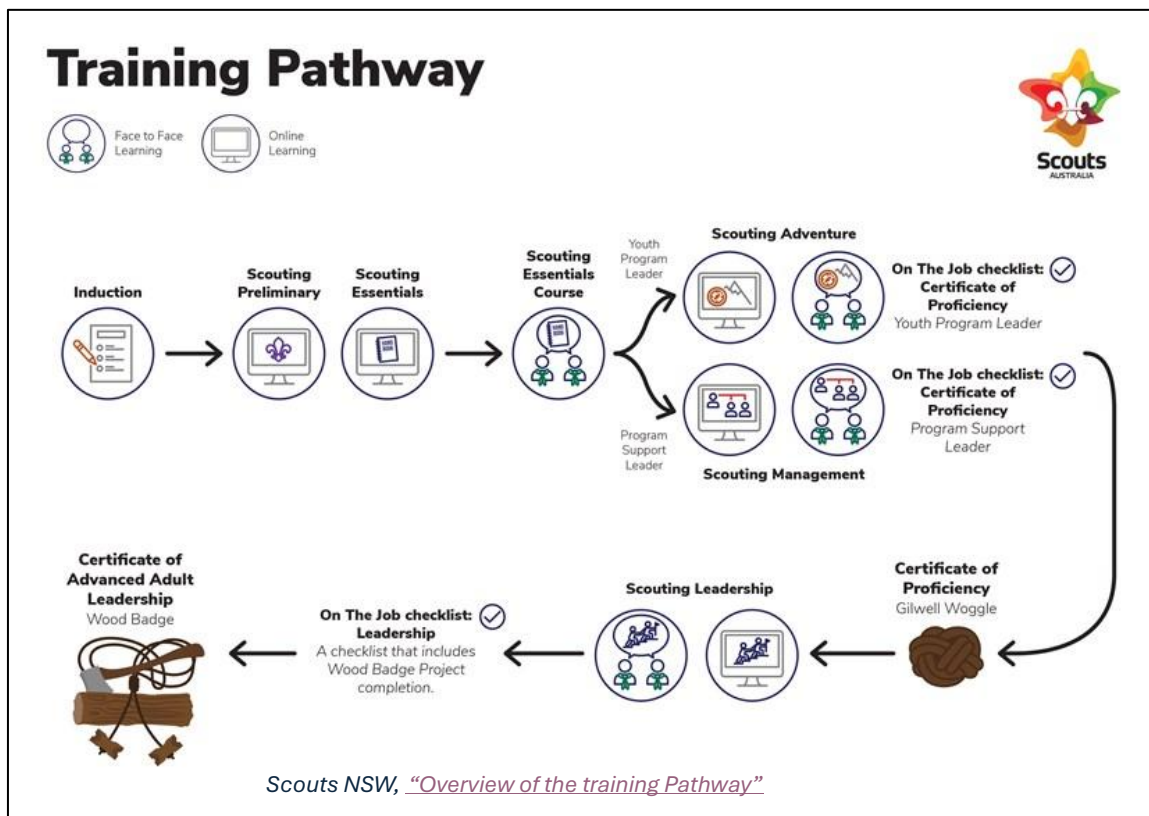 Training Pathway
Face to Face
Learning
Online
Learning
Scouts
AUSTRALIA
Induction
Scouting
Preliminary
Scouting
Essentials
Scouting
Essentials
Course
Youth
Program
Leader
Scouting Adventure
On The Job checklist:
Certificate of
Proficiency
Youth Program Leader
Program
Support
Leader
Scouting Management
On The Job checklist:
Certificate of
Proficiency
Program Support
Leader
Certificate of
Advanced Adult
Leadership
Wood Badge
On The Job checklist:
Leadership
A checklist that includes
Wood Badge Project
completion.
Scouting Leadership
Certificate of
Proficiency
Gilwell Woggle
Scouts NSW, “Overview of the training Pathway”